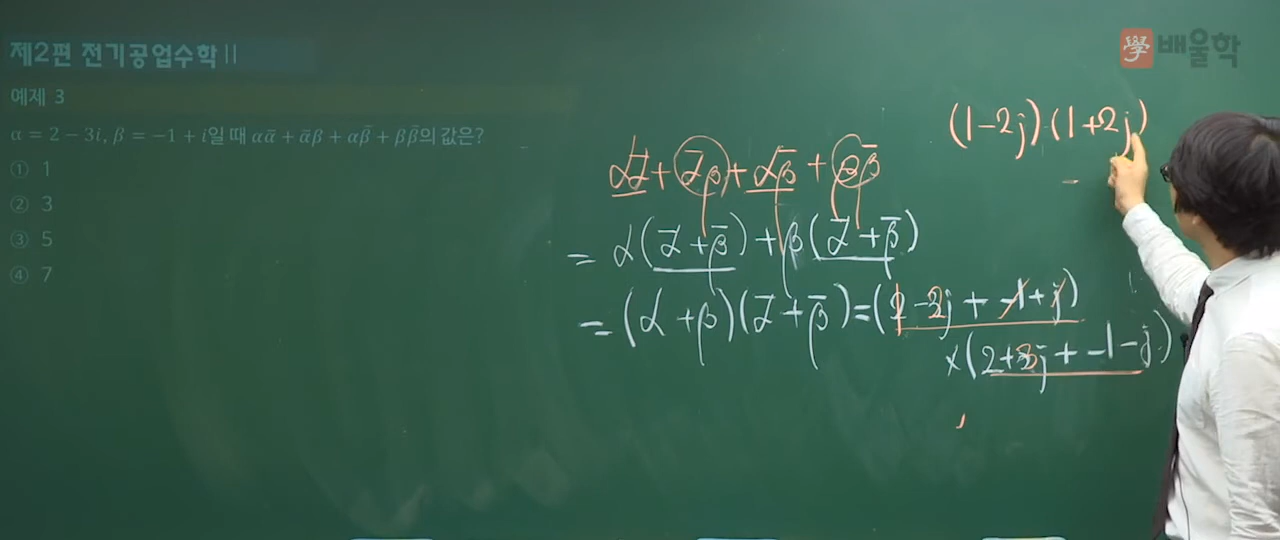 제2편 전기공업수학 II
學 배울학
예제 3
α = 2 − 3i, β = −1 + i일 때 αᾱ + ᾱβ + αβ̄ + ββ̄의 값은?
① 1
② 3
③ 5
④ 7
(1-2j)·(1+2j)
αᾱ + ᾱβ + αβ̄ + ββ̄
= α(ᾱ+β̄)+β(ᾱ+β̄)
= (α+β)(ᾱ+β̄)=( -2j + -1+j)
×(2+3j+-1-j)